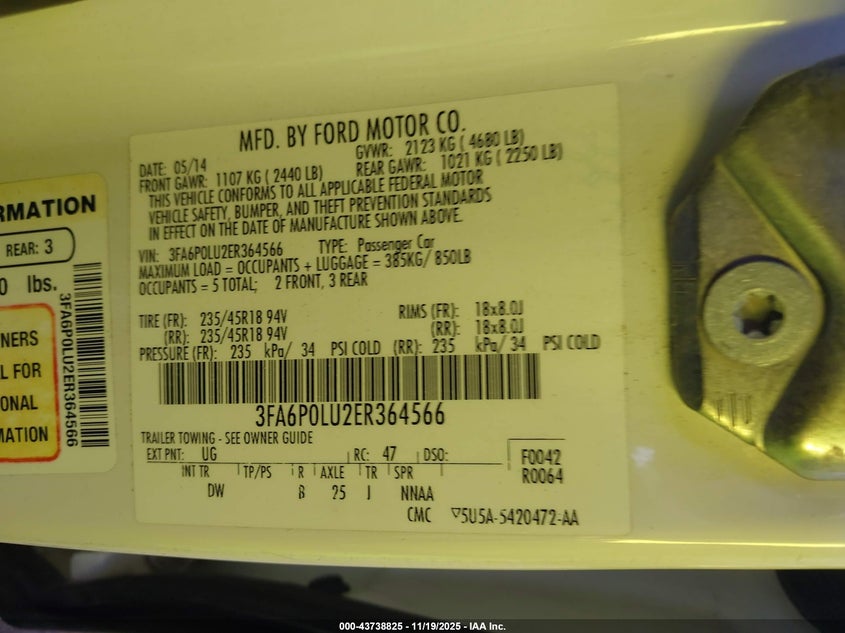 MFD. BY FORD MOTOR CO.
DATE: 05/14 GVWR: 2123 KG ( 4680 LB)
FRONT GAWR: 1107 KG ( 2440 LB) REAR GAWR: 1021 KG ( 2250 LB)
THIS VEHICLE CONFORMS TO ALL APPLICABLE FEDERAL MOTOR
VEHICLE SAFETY, BUMPER, AND THEFT PREVENTION STANDARDS
IN EFFECT ON THE DATE OF MANUFACTURE SHOWN ABOVE.
VIN: 3FA6P0LU2ER364566 TYPE: Passenger Car
MAXIMUM LOAD = OCCUPANTS + LUGGAGE = 385KG/ 850LB
OCCUPANTS = 5 TOTAL; 2 FRONT, 3 REAR
TIRE (FR): 235/45R18 94V RIMS (FR): 18x8.0J
(RR): 235/45R18 94V (RR): 18x8.0J
PRESSURE (FR): 235 kPa/ 34 PSI COLD (RR): 235 kPa/ 34 PSI COLD
3FA6P0LU2ER364566
TRAILER TOWING - SEE OWNER GUIDE
EXT PNT: UG RC: 47 DSO: F0042
R0064
INT TR TP/PS R AXLE TR SPR
DW 8 25 J NNAA
CMC 5U5A-5420472-AA
RMATION
REAR: 3
0 lbs.
3FA6P0LU2ER364566
NERS
L FOR
ONAL
MATION
000-43738825 - 11/19/2025 - IAA Inc.